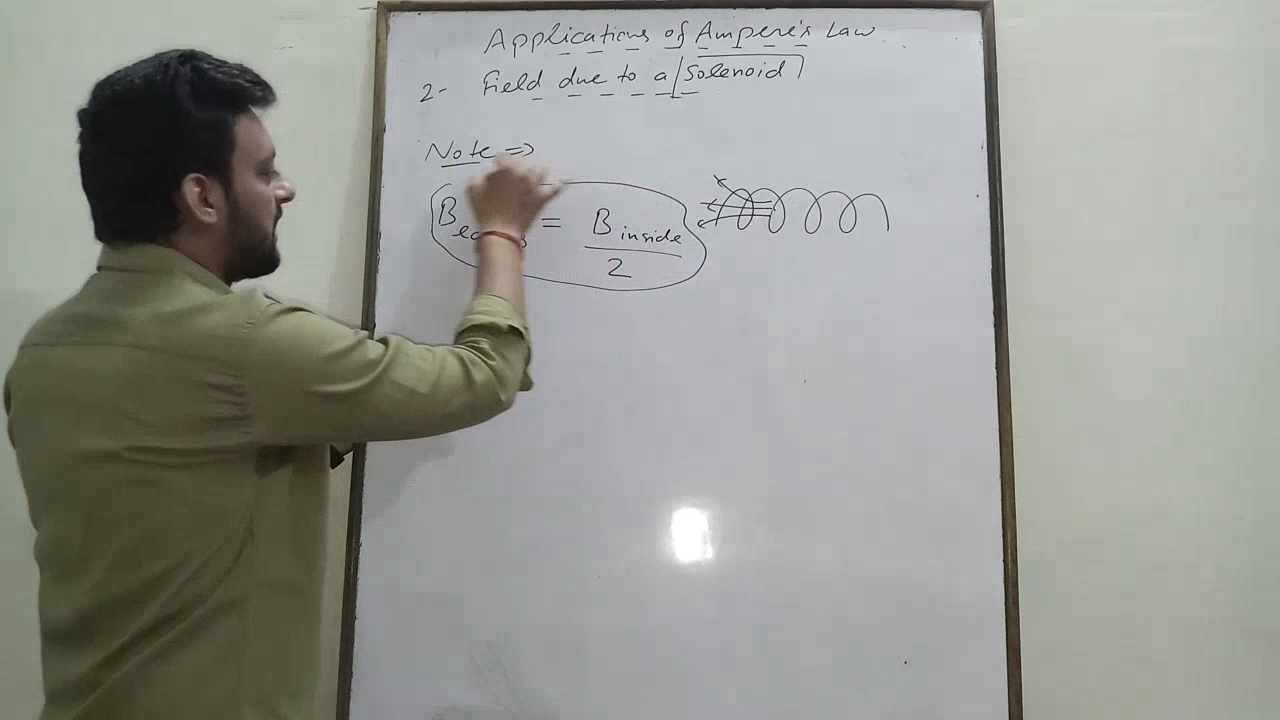 Applications of Ampere's Law
2- Field due to a Solenoid
Note =>
B = B inside
2